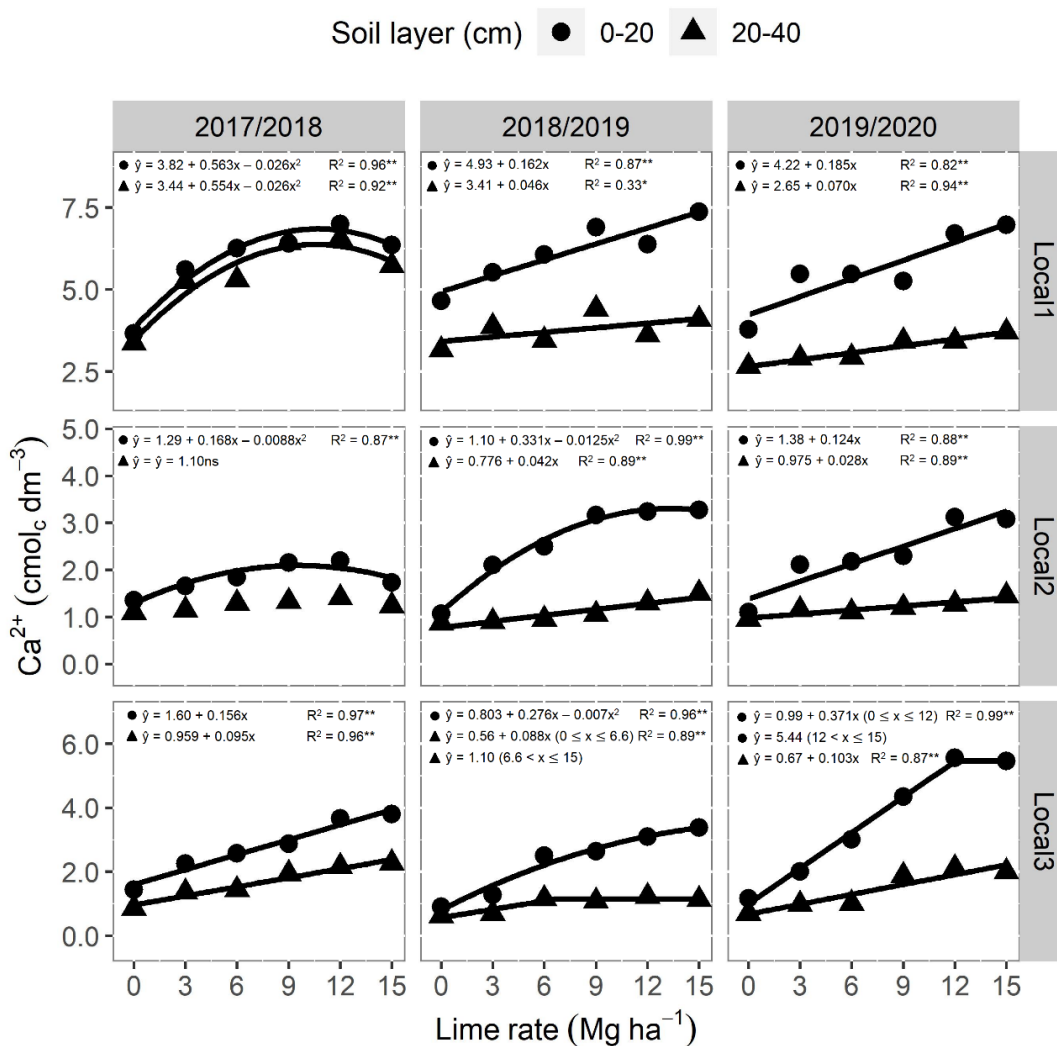 Soil layer (cm) ● 0-20 ▲ 20-40
2017/2018 2018/2019 2019/2020
● ŷ = 3.82 + 0.563x – 0.026x² R² = 0.96**
▲ ŷ = 3.44 + 0.554x – 0.026x² R² = 0.92**
● ŷ = 4.93 + 0.162x R² = 0.87**
▲ ŷ = 3.41 + 0.046x R² = 0.33*
● ŷ = 4.22 + 0.185x R² = 0.82**
▲ ŷ = 2.65 + 0.070x R² = 0.94**
7.5
5.0
2.5
Local1
● ŷ = 1.29 + 0.168x – 0.0088x² R² = 0.87**
▲ ŷ = ŷ = 1.10ns
● ŷ = 1.10 + 0.331x – 0.0125x² R² = 0.99**
▲ ŷ = 0.776 + 0.042x R² = 0.89**
● ŷ = 1.38 + 0.124x R² = 0.88**
▲ ŷ = 0.975 + 0.028x R² = 0.89**
5.0
4.0
3.0
2.0
1.0
0.0
Local2
Ca²⁺ (cmol꜀ dm⁻³)
● ŷ = 1.60 + 0.156x R² = 0.97**
▲ ŷ = 0.959 + 0.095x R² = 0.96**
● ŷ = 0.803 + 0.276x – 0.007x² R² = 0.96**
▲ ŷ = 0.56 + 0.088x (0 ≤ x ≤ 6.6) R² = 0.89**
▲ ŷ = 1.10 (6.6 < x ≤ 15)
● ŷ = 0.99 + 0.371x (0 ≤ x ≤ 12) R² = 0.99**
● ŷ = 5.44 (12 < x ≤ 15)
▲ ŷ = 0.67 + 0.103x R² = 0.87**
6.0
4.0
2.0
0.0
Local3
0 3 6 9 12 15 0 3 6 9 12 15 0 3 6 9 12 15
Lime rate (Mg ha⁻¹)